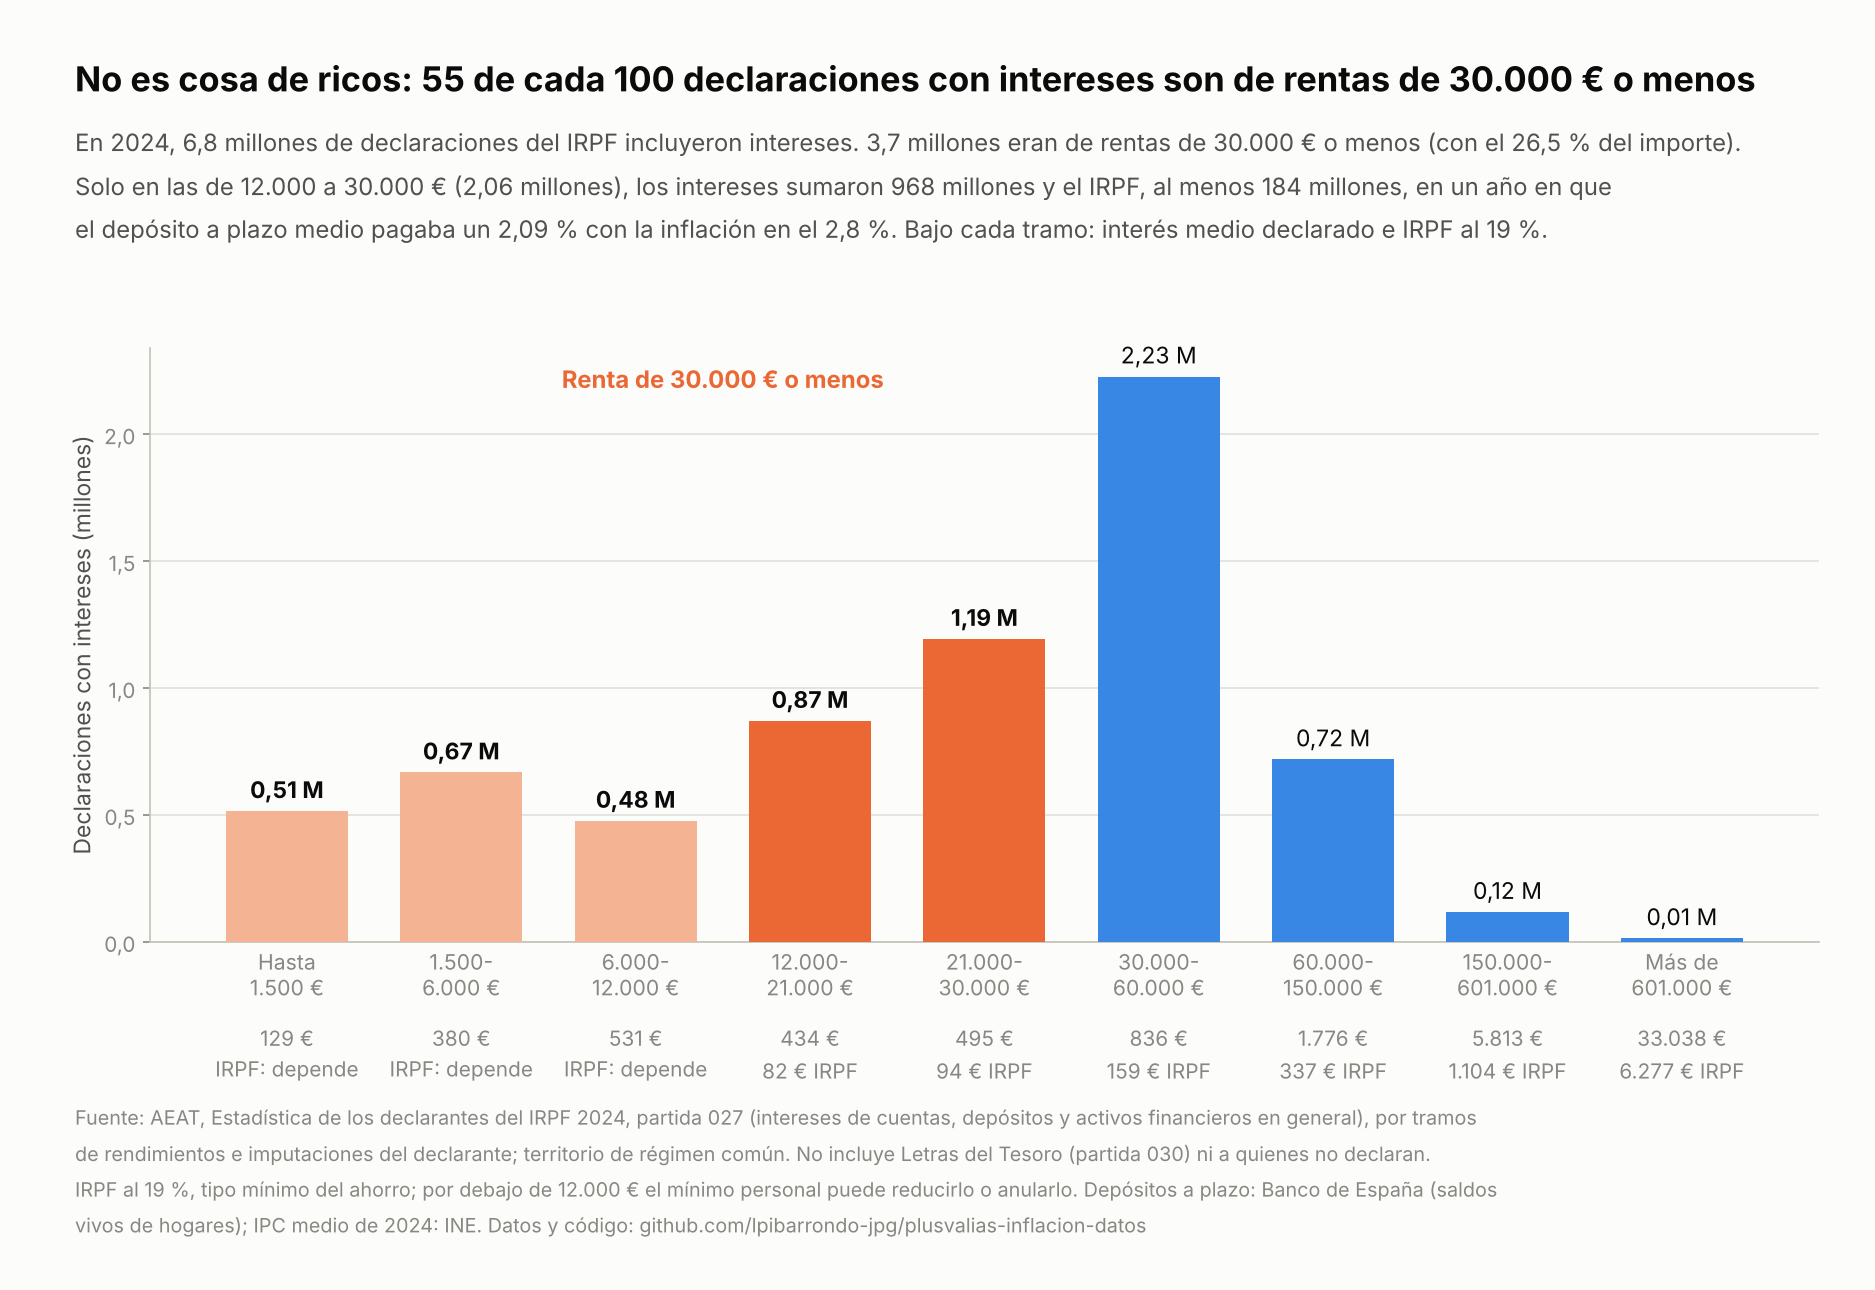 No es cosa de ricos: 55 de cada 100 declaraciones con intereses son de rentas de 30.000 € o menos
En 2024, 6,8 millones de declaraciones del IRPF incluyeron intereses. 3,7 millones eran de rentas de 30.000 € o menos (con el 26,5 % del importe).
Solo en las de 12.000 a 30.000 € (2,06 millones), los intereses sumaron 968 millones y el IRPF, al menos 184 millones, en un año en que
el depósito a plazo medio pagaba un 2,09 % con la inflación en el 2,8 %. Bajo cada tramo: interés medio declarado e IRPF al 19 %.
Renta de 30.000 € o menos
Declaraciones con intereses (millones)
2,0
1,5
1,0
0,5
0,0
0,51 M
0,67 M
0,48 M
0,87 M
1,19 M
2,23 M
0,72 M
0,12 M
0,01 M
Hasta
1.500 €
1.500-
6.000 €
6.000-
12.000 €
12.000-
21.000 €
21.000-
30.000 €
30.000-
60.000 €
60.000-
150.000 €
150.000-
601.000 €
Más de
601.000 €
129 €
IRPF: depende
380 €
IRPF: depende
531 €
IRPF: depende
434 €
82 € IRPF
495 €
94 € IRPF
836 €
159 € IRPF
1.776 €
337 € IRPF
5.813 €
1.104 € IRPF
33.038 €
6.277 € IRPF
Fuente: AEAT, Estadística de los declarantes del IRPF 2024, partida 027 (intereses de cuentas, depósitos y activos financieros en general), por tramos
de rendimientos e imputaciones del declarante; territorio de régimen común. No incluye Letras del Tesoro (partida 030) ni a quienes no declaran.
IRPF al 19 %, tipo mínimo del ahorro; por debajo de 12.000 € el mínimo personal puede reducirlo o anularlo. Depósitos a plazo: Banco de España (saldos
vivos de hogares); IPC medio de 2024: INE. Datos y código: github.com/lpibarrondo-jpg/plusvalias-inflacion-datos